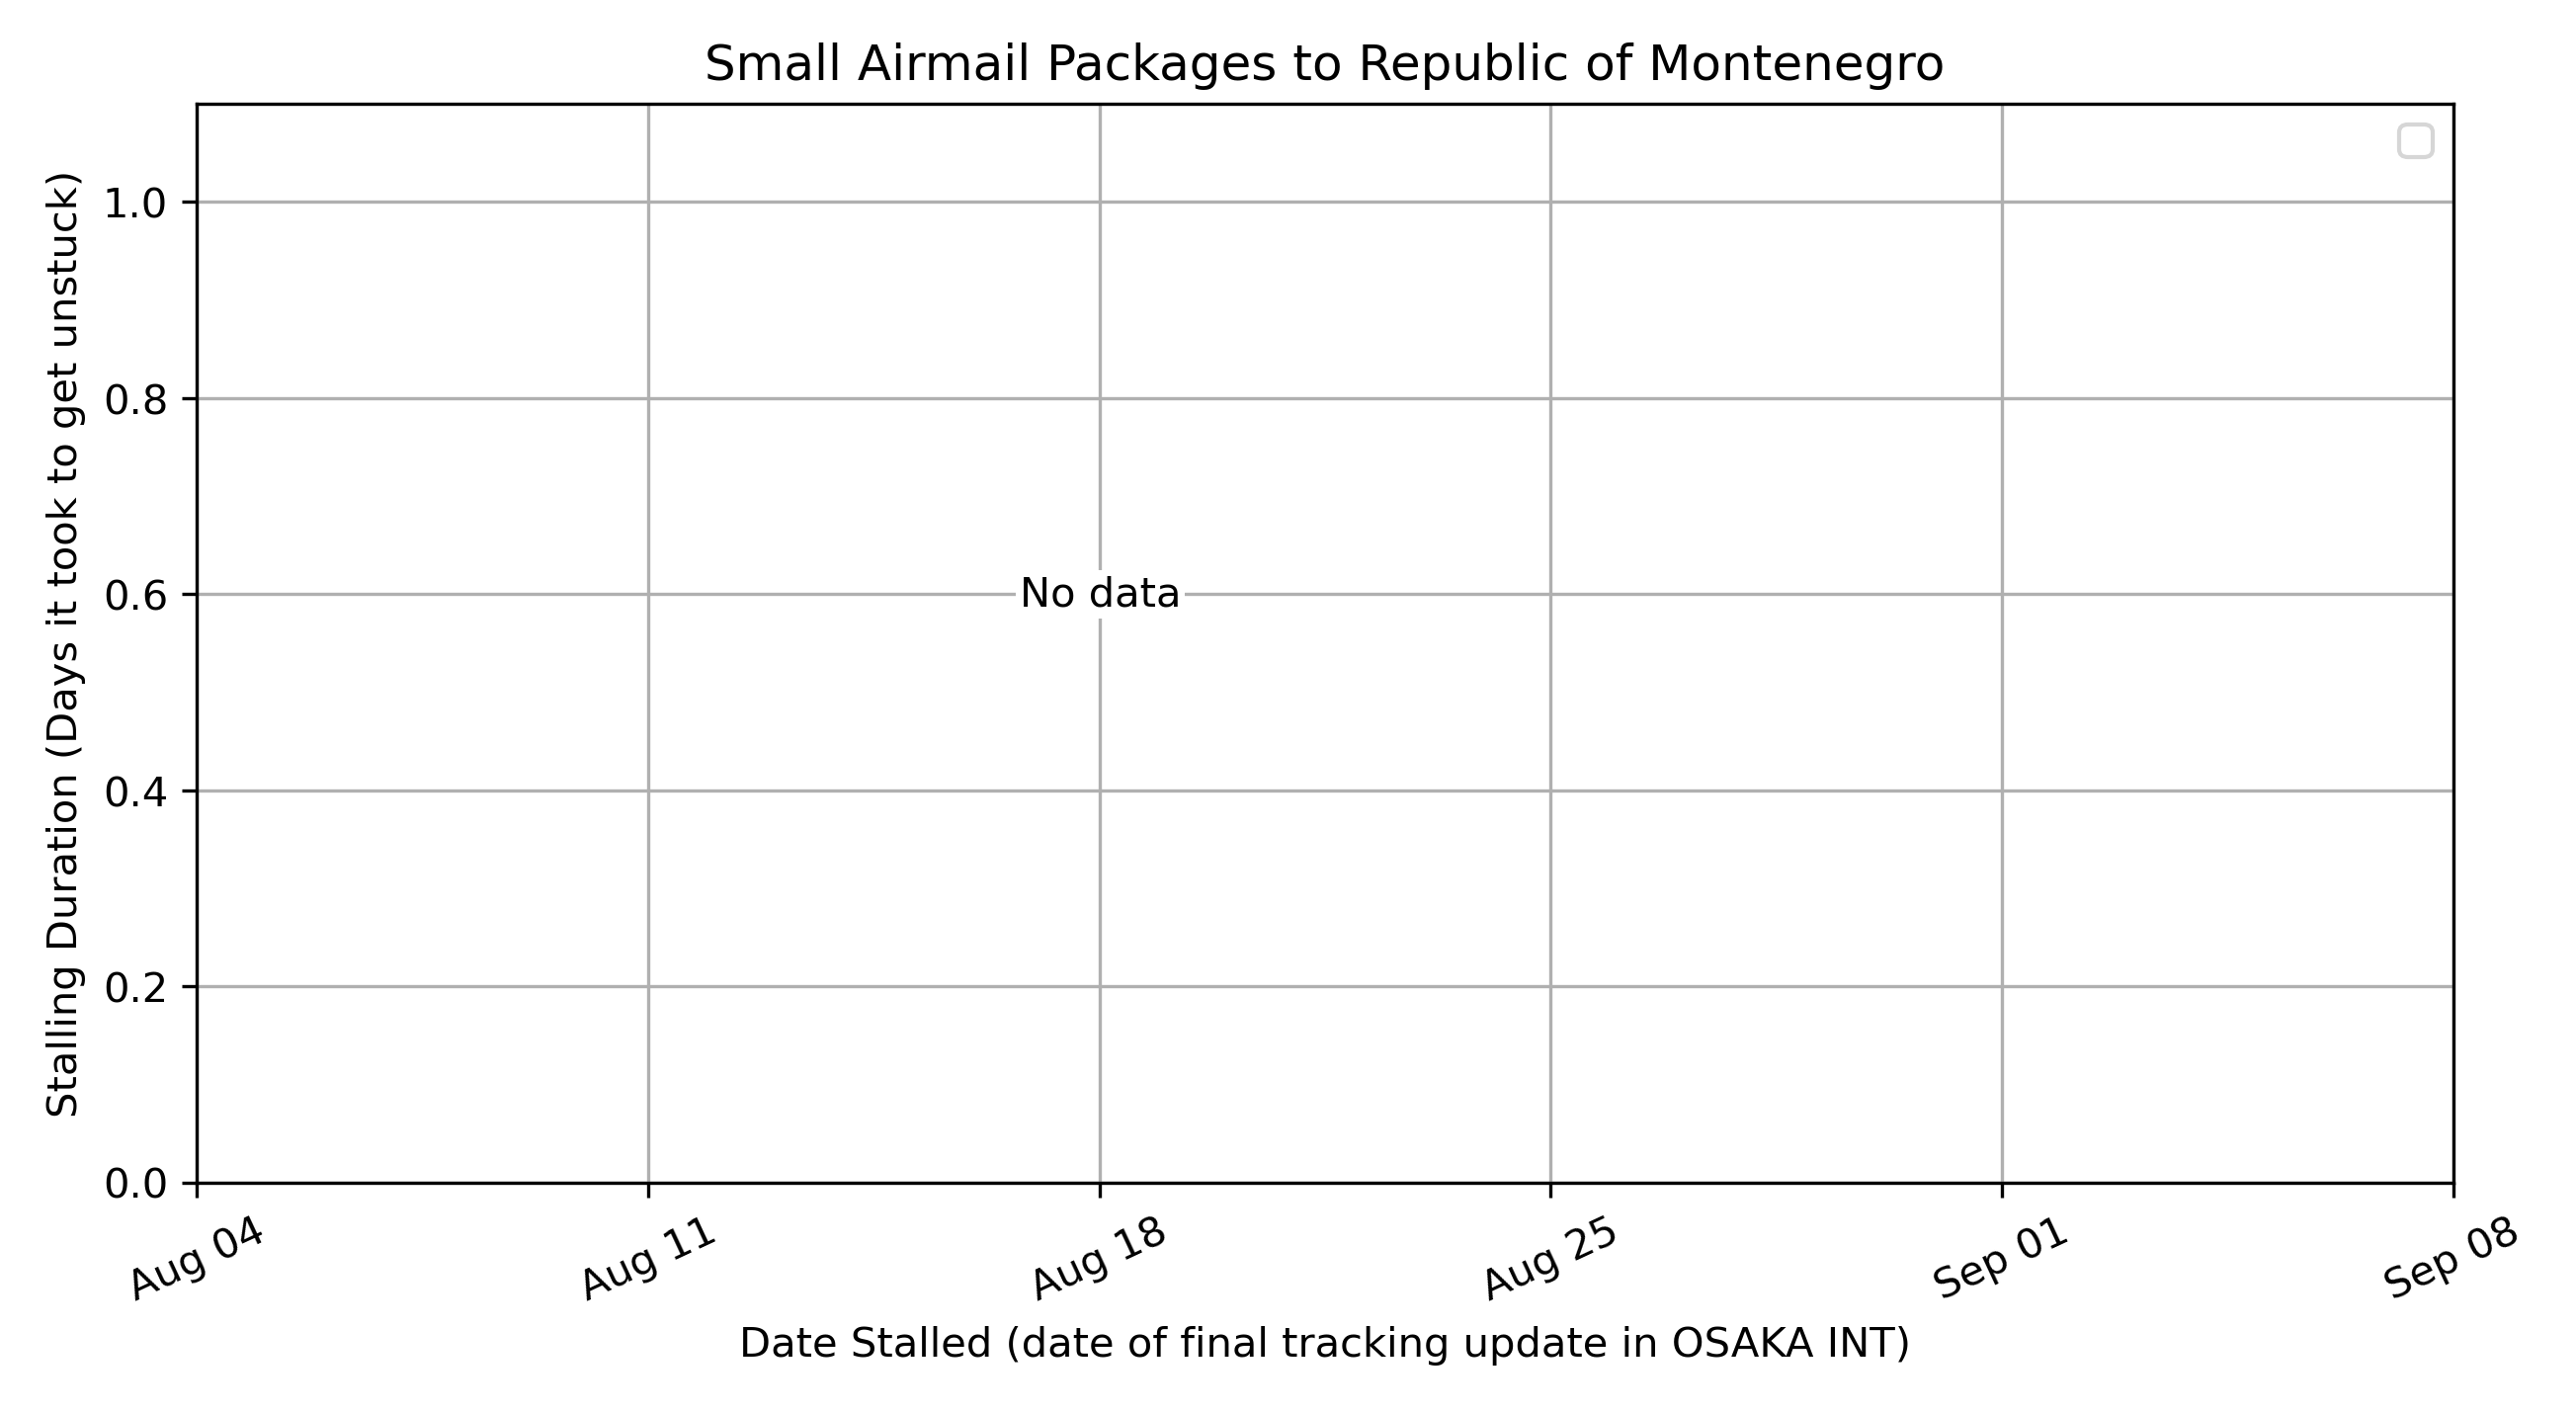 Small Airmail Packages to Republic of Montenegro
Stalling Duration (Days it took to get unstuck)
1.0
0.8
0.6
0.4
0.2
0.0
No data
Aug 04
Aug 11
Aug 18
Aug 25
Sep 01
Sep 08
Date Stalled (date of final tracking update in OSAKA INT)